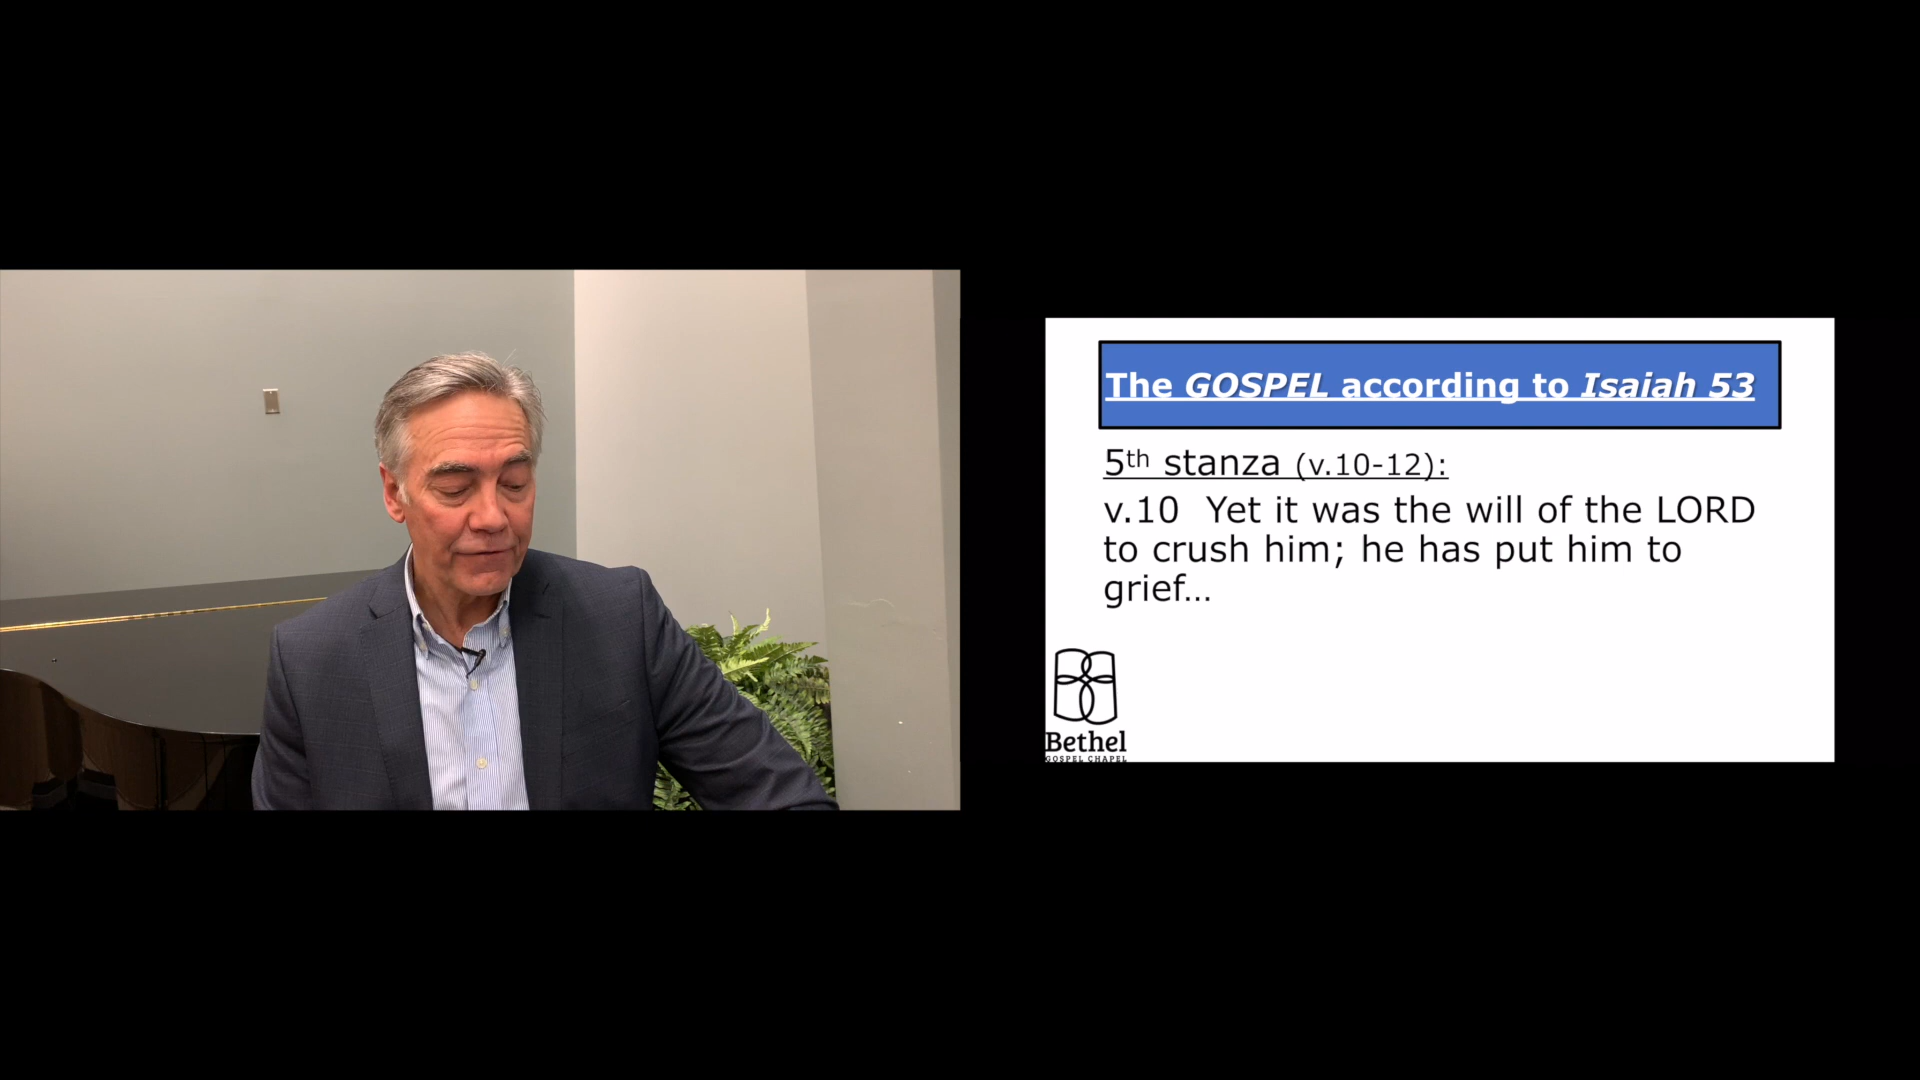 The GOSPEL according to Isaiah 53
5th stanza (v.10-12):
v.10 Yet it was the will of the LORD
to crush him; he has put him to
grief...
Bethel
GOSPEL CHAPEL